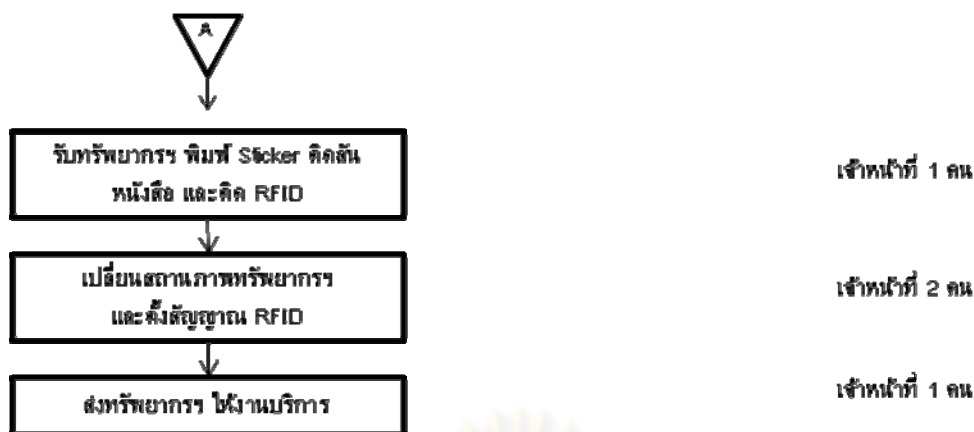 A
รับทรัพยากรฯ พิมพ์ Sticker ติดสัน
หนังสือ และติด RFID
เจ้าหน้าที่ 1 คน
เปลี่ยนสถานภาพทรัพยากรฯ
และตั้งสัญญาณ RFID
เจ้าหน้าที่ 2 คน
ส่งทรัพยากรฯ ให้งานบริการ
เจ้าหน้าที่ 1 คน